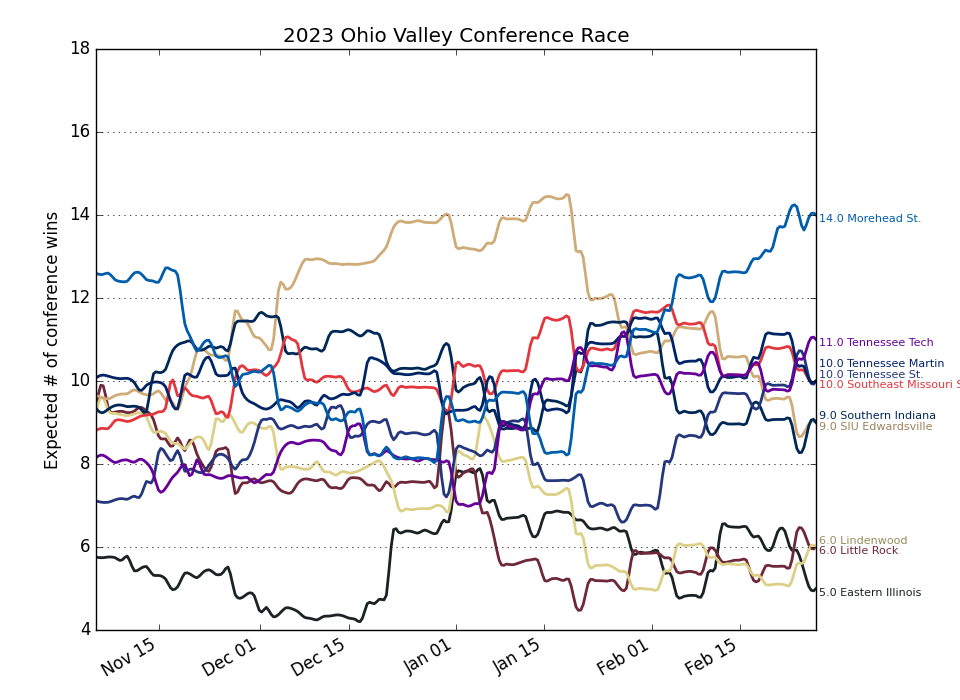 2023 Ohio Valley Conference Race
Expected # of conference wins
18
16
14
12
10
8
6
4
Nov 15
Dec 01
Dec 15
Jan 01
Jan 15
Feb 01
Feb 15
14.0 Morehead St.
11.0 Tennessee Tech
10.0 Tennessee Martin
10.0 Tennessee St.
10.0 Southeast Missouri S
9.0 Southern Indiana
9.0 SIU Edwardsville
6.0 Lindenwood
6.0 Little Rock
5.0 Eastern Illinois